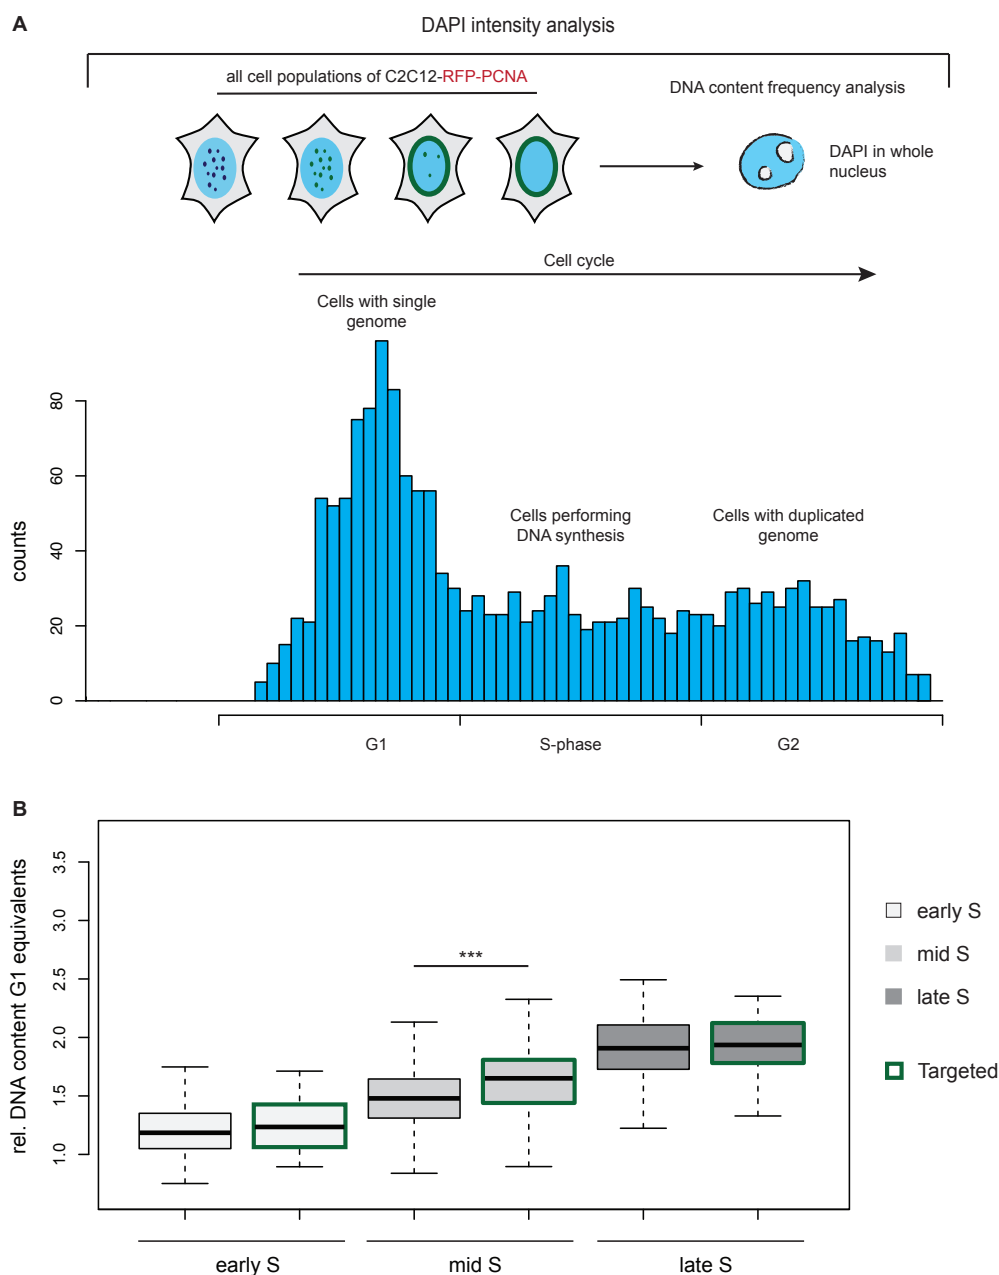 A
DAPI intensity analysis
all cell populations of C2C12-RFP-PCNA
DNA content frequency analysis
DAPI in whole
nucleus
Cell cycle
Cells with single
genome
Cells performing
DNA synthesis
Cells with duplicated
genome
counts
80
60
40
20
0
G1
S-phase
G2
B
rel. DNA content G1 equivalents
3.5
3.0
2.5
2.0
1.5
1.0
***
early S
mid S
late S
Targeted
early S
mid S
late S